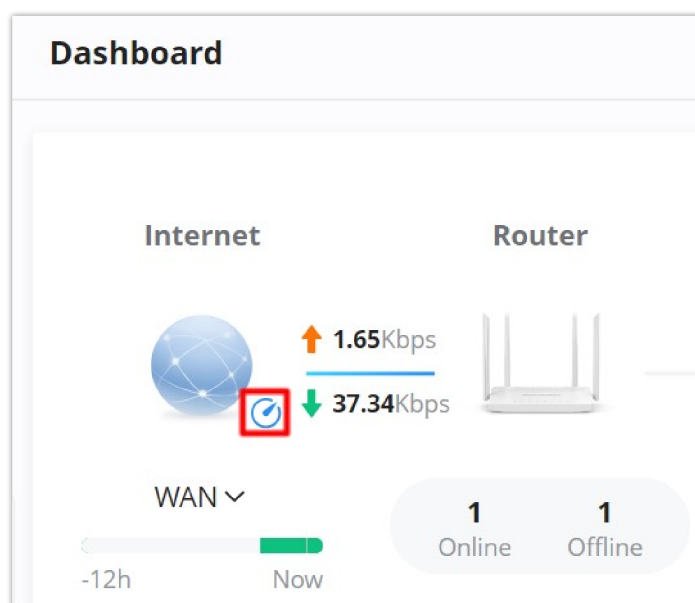 Dashboard
Internet
Router
1.65Kbps
37.34Kbps
WAN
1 1
Online Offline
-12h Now